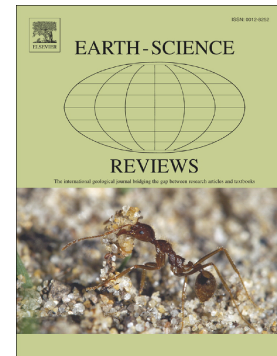 ISSN: 0012-8252
ELSEVIER
EARTH-SCIENCE
REVIEWS
The international geological journal bridging the gap between research articles and textbooks